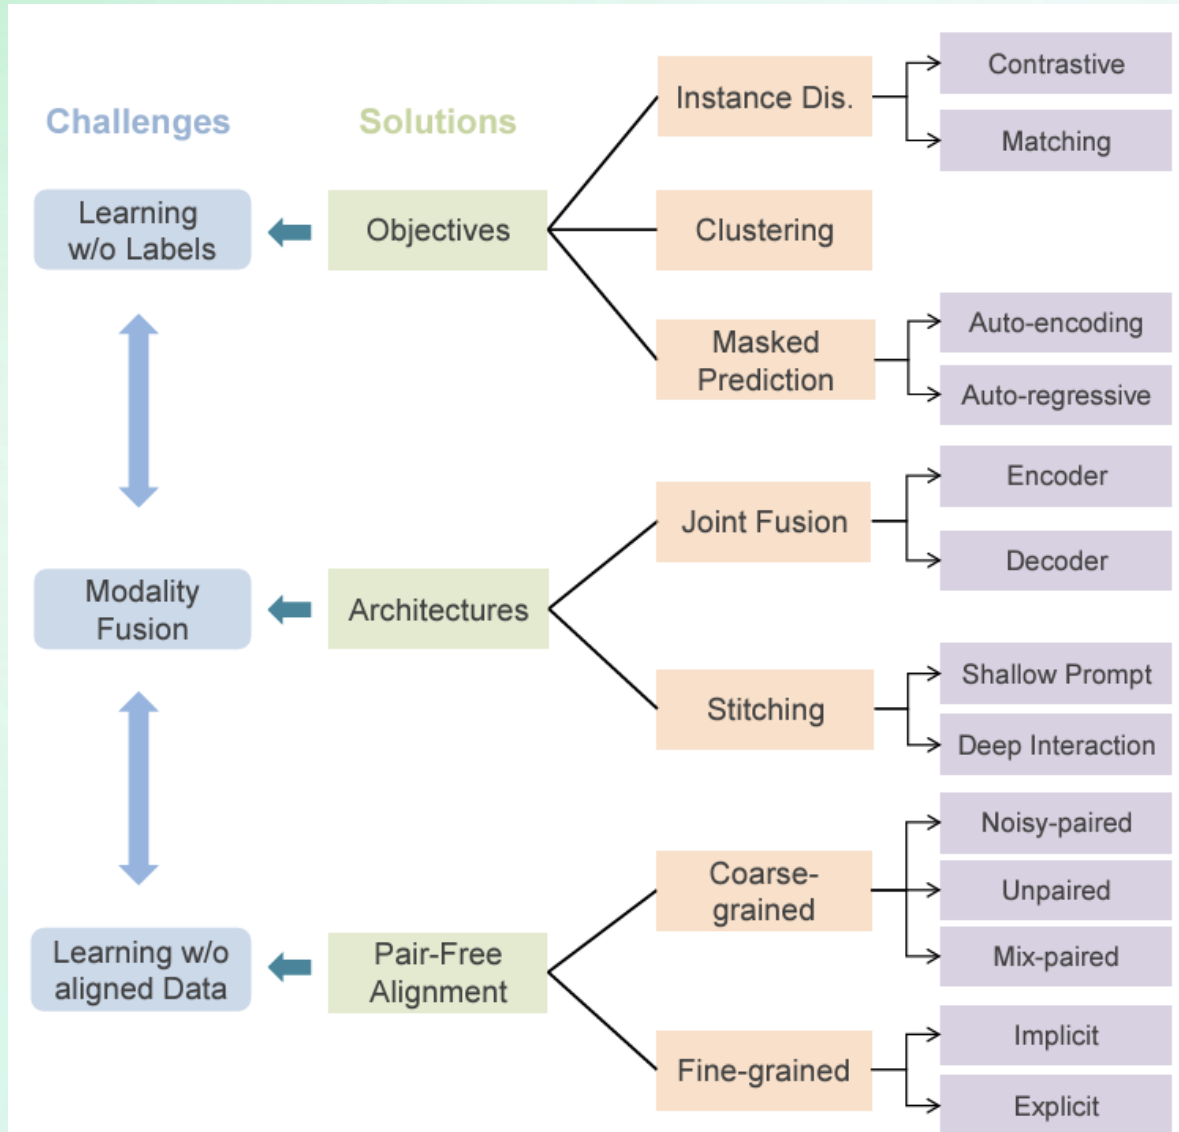 Challenges
Solutions
Learning
w/o Labels
Objectives
Instance Dis.
Contrastive
Matching
Clustering
Masked
Prediction
Auto-encoding
Auto-regressive
Modality
Fusion
Architectures
Joint Fusion
Encoder
Decoder
Stitching
Shallow Prompt
Deep Interaction
Learning w/o
aligned Data
Pair-Free
Alignment
Coarse-
grained
Noisy-paired
Unpaired
Mix-paired
Fine-grained
Implicit
Explicit